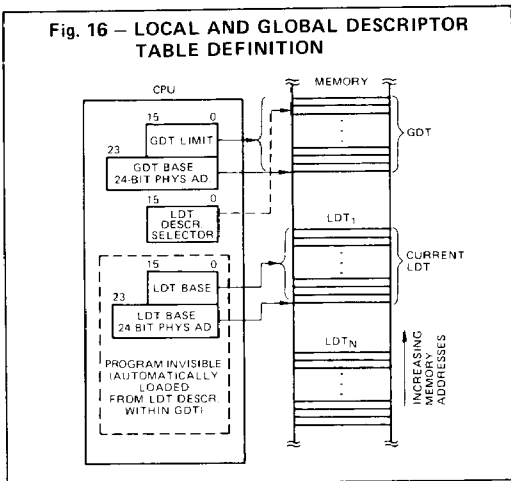 Fig. 16 – LOCAL AND GLOBAL DESCRIPTOR
TABLE DEFINITION
CPU
MEMORY
15 0
GDT LIMIT
23
GDT BASE
24-BIT PHYS AD
15 0
LDT
DESCR.
SELECTOR
GDT
15 0
LDT BASE
23
LDT BASE
24 BIT PHYS AD
PROGRAM INVISIBLE
(AUTOMATICALLY
LOADED
FROM LDT DESCR.
WITHIN GDT)
LDT1
CURRENT
LDT
LDTN
INCREASING
MEMORY
ADDRESSES